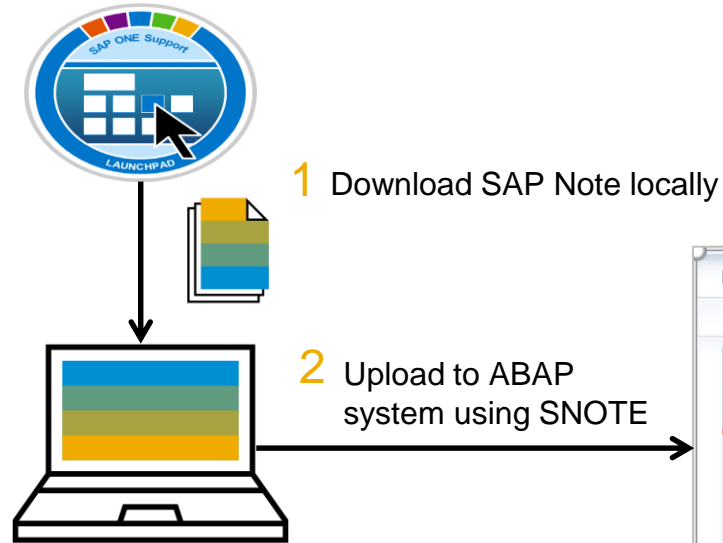 SAP ONE Support
LAUNCHPAD
1 Download SAP Note locally
2 Upload to ABAP
system using SNOTE